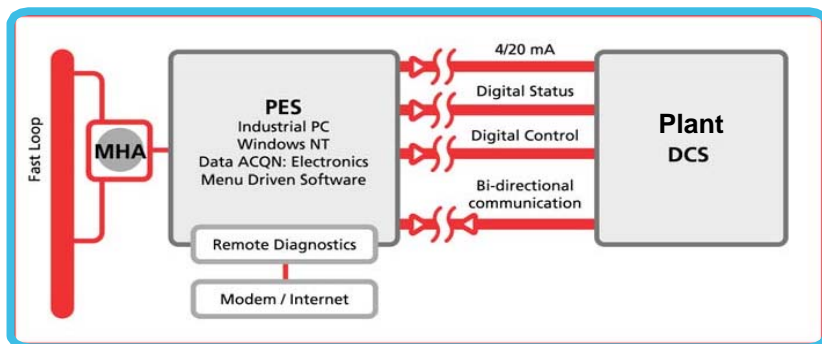 Fast Loop
MHA
PES
Industrial PC
Windows NT
Data ACQN: Electronics
Menu Driven Software
Remote Diagnostics
Modem / Internet
4/20 mA
Digital Status
Digital Control
Bi-directional
communication
Plant
DCS